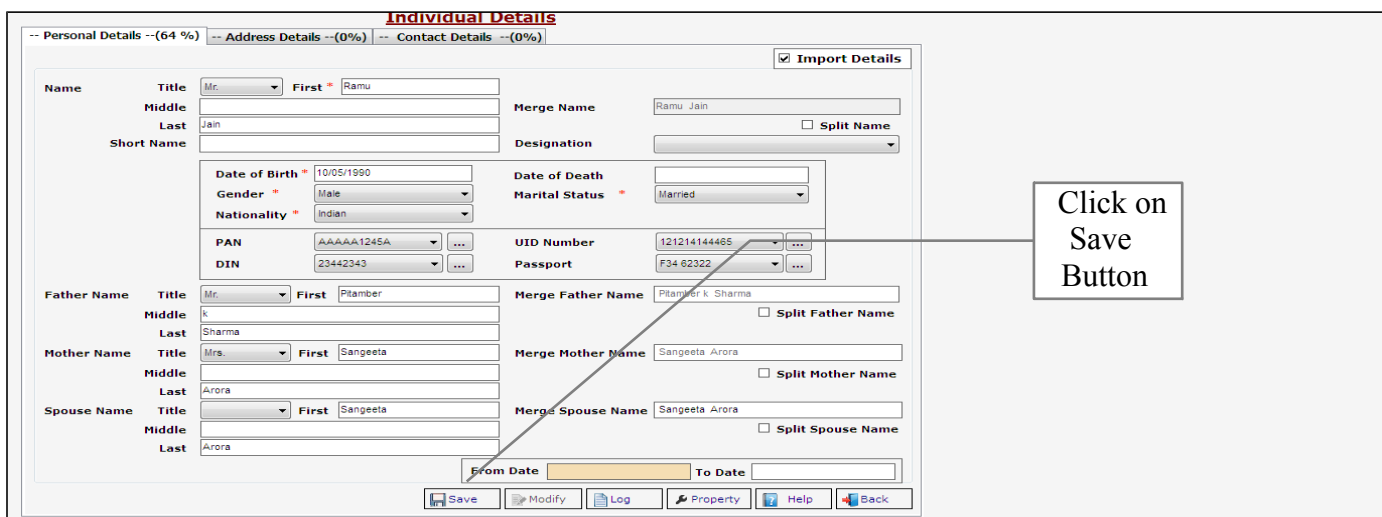 Individual Details
-- Personal Details --(64 %) -- Address Details --(0%) -- Contact Details --(0%)
Import Details
Name Title Mr. First * Ramu
Middle Merge Name Ramu Jain
Last Jain Split Name
Short Name Designation
Date of Birth * 10/05/1990 Date of Death
Gender * Male Marital Status * Married
Nationality * Indian
PAN AAAAA1245A ... UID Number 121214144465 ...
DIN 23442343 ... Passport F34 62322 ...
Father Name Title Mr. First Pitamber Merge Father Name Pitamber k Sharma
Middle k Split Father Name
Last Sharma
Mother Name Title Mrs. First Sangeeta Merge Mother Name Sangeeta Arora
Middle Split Mother Name
Last Arora
Spouse Name Title First Sangeeta Merge Spouse Name Sangeeta Arora
Middle Split Spouse Name
Last Arora
From Date To Date
Save Modify Log Property Help Back
Click on
Save
Button